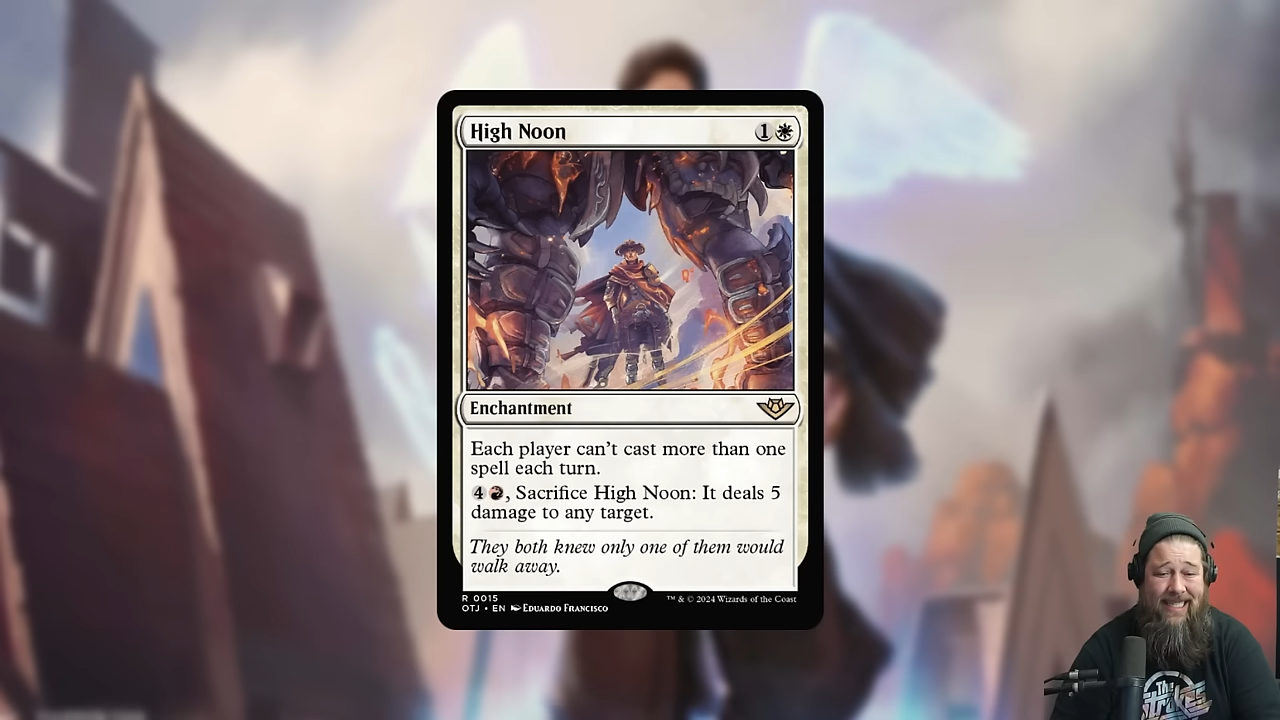 High Noon 1
Enchantment
Each player can't cast more than one
spell each turn.
4, Sacrifice High Noon: It deals 5
damage to any target.
They both knew only one of them would
walk away.
R 0015
OTJ • EN Eduardo Francisco
™ & © 2024 Wizards of the Coast
The
Strokes